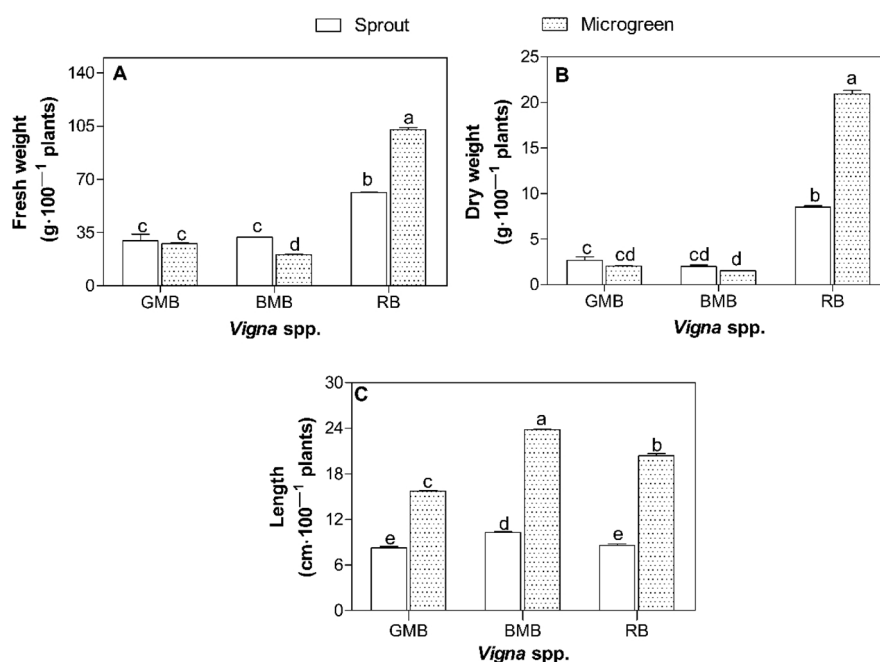 Sprout Microgreen
A
Fresh weight
(g·100⁻¹ plants)
140
105
70
35
0
c c c d b a
GMB BMB RB
Vigna spp.
B
Dry weight
(g·100⁻¹ plants)
25
20
15
10
5
0
c cd cd d b a
GMB BMB RB
Vigna spp.
C
Length
(cm·100⁻¹ plants)
30
24
18
12
6
0
e c d a e b
GMB BMB RB
Vigna spp.